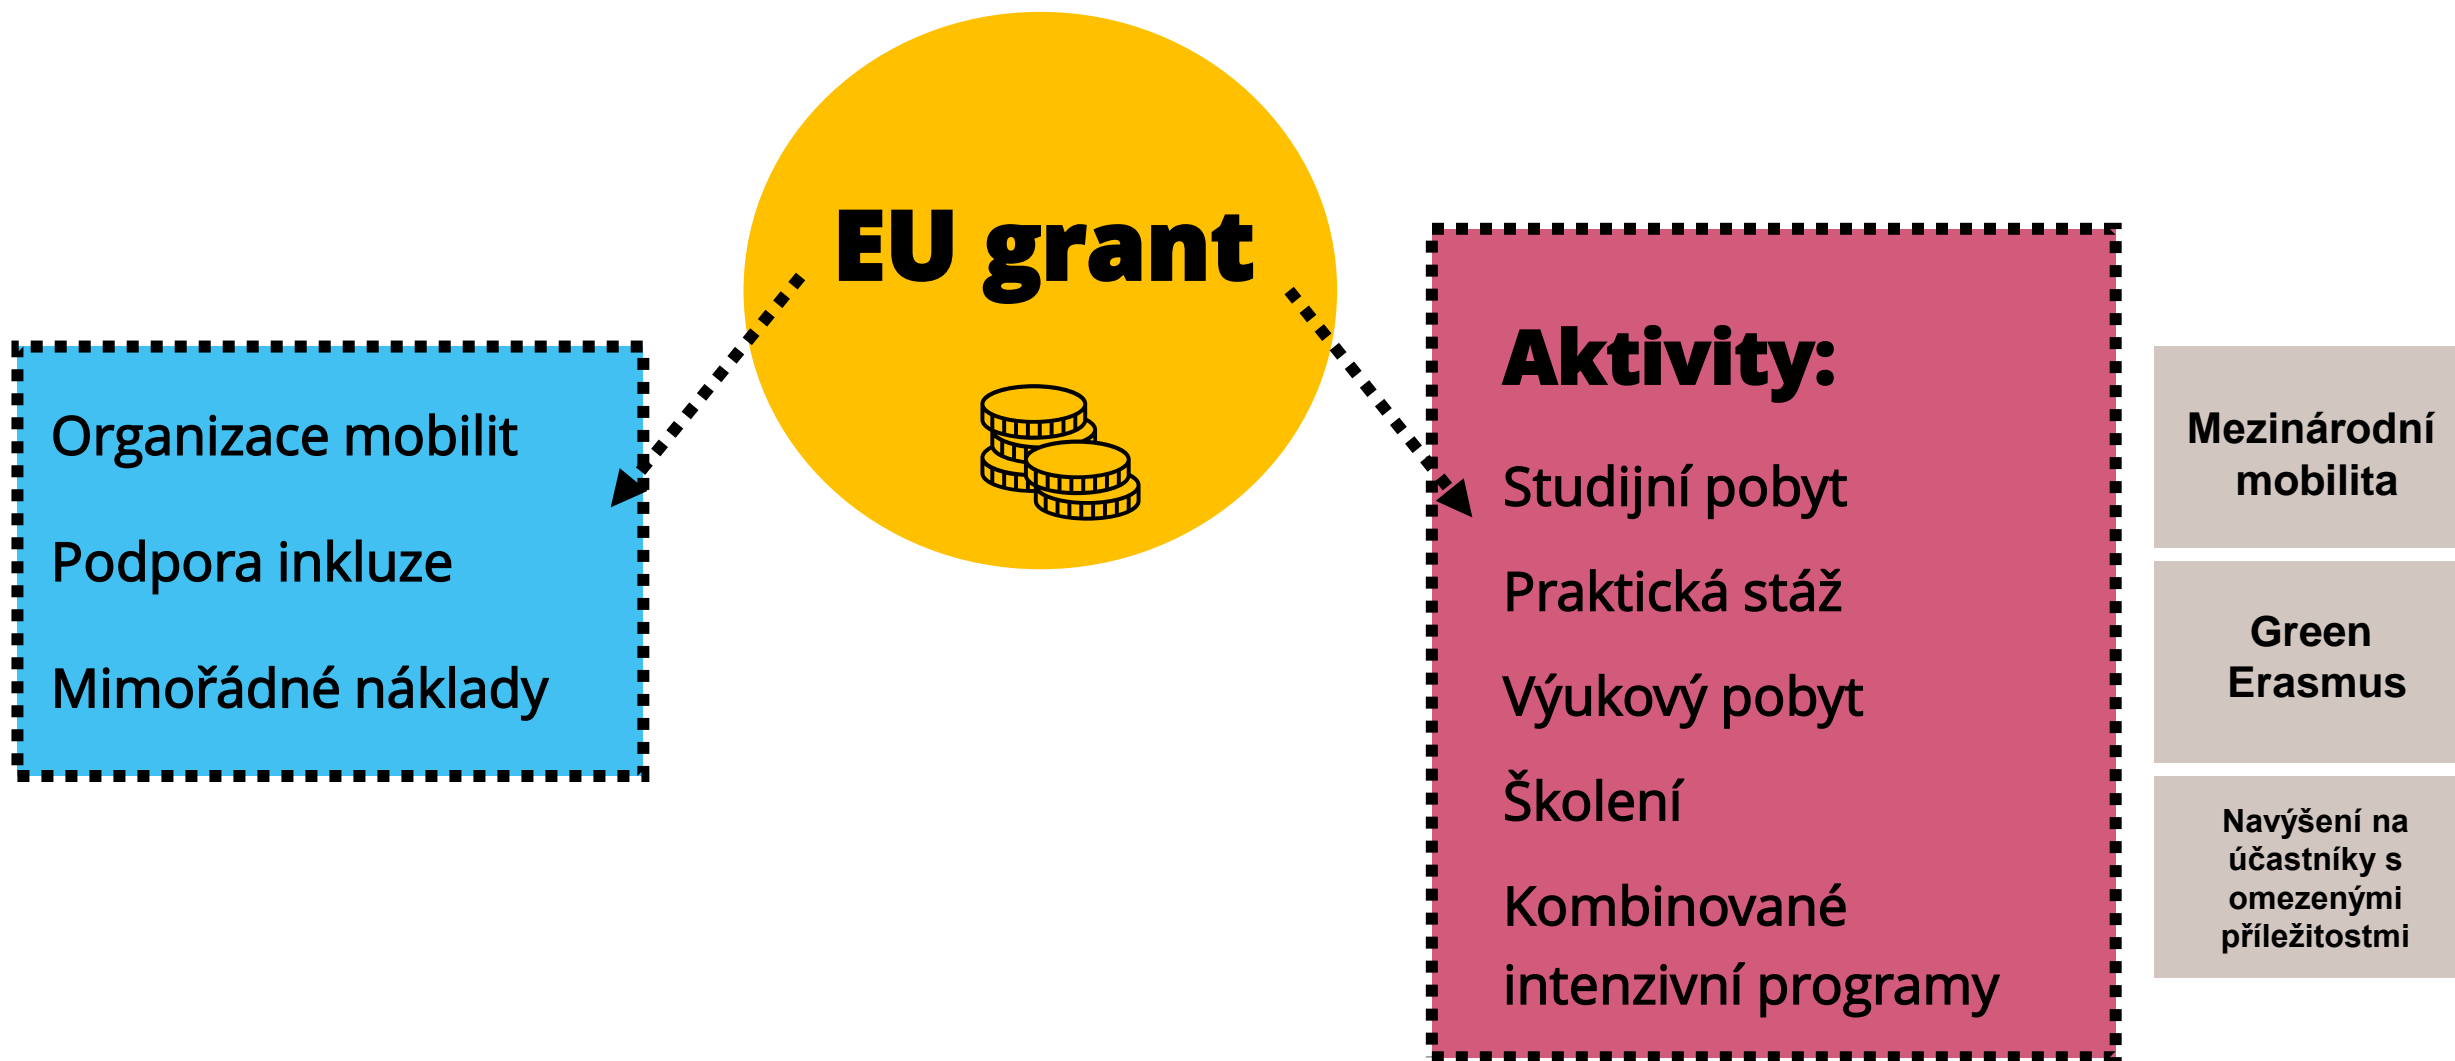 EU grant
Organizace mobilit
Podpora inkluze
Mimořádné náklady
Aktivity:
Studijní pobyt
Praktická stáž
Výukový pobyt
Školení
Kombinované
intenzivní programy
Mezinárodní
mobilita
Green
Erasmus
Navýšení na
účastníky s
omezenými
příležitostmi